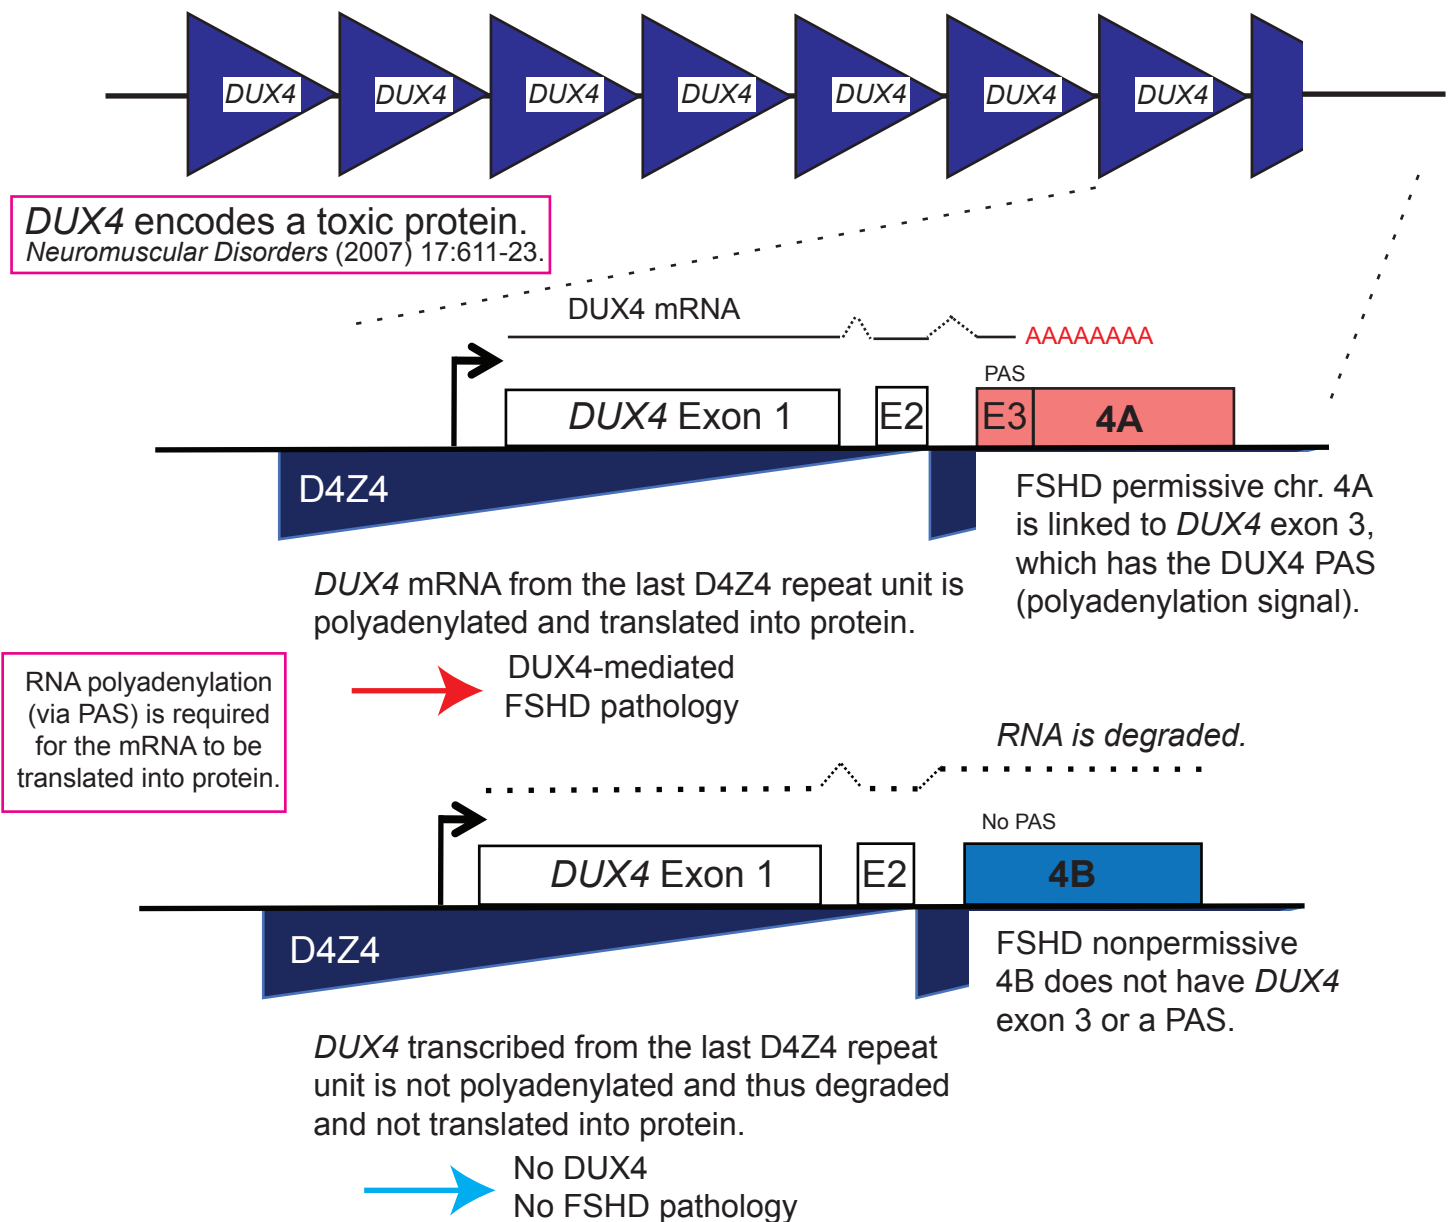 DUX4 DUX4 DUX4 DUX4 DUX4 DUX4 DUX4
DUX4 encodes a toxic protein.
Neuromuscular Disorders (2007) 17:611-23.
DUX4 mRNA
AAAAAAAA
PAS
DUX4 Exon 1 E2 E3 4A
D4Z4
FSHD permissive chr. 4A
is linked to DUX4 exon 3,
which has the DUX4 PAS
(polyadenylation signal).
DUX4 mRNA from the last D4Z4 repeat unit is
polyadenylated and translated into protein.
DUX4-mediated
FSHD pathology
RNA polyadenylation
(via PAS) is required
for the mRNA to be
translated into protein.
RNA is degraded.
No PAS
DUX4 Exon 1 E2 4B
D4Z4
FSHD nonpermissive
4B does not have DUX4
exon 3 or a PAS.
DUX4 transcribed from the last D4Z4 repeat
unit is not polyadenylated and thus degraded
and not translated into protein.
No DUX4
No FSHD pathology